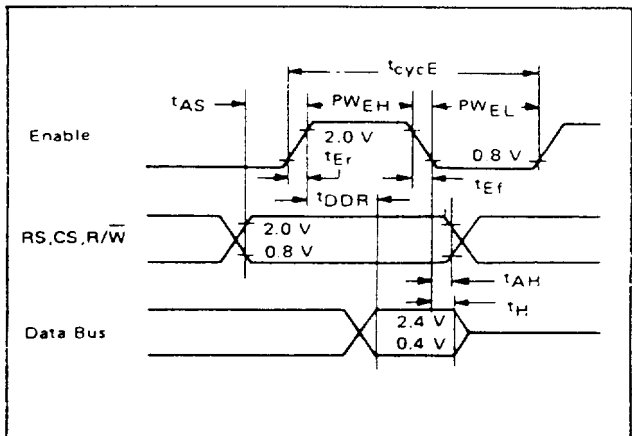 tcycE
tAS PWEH PWEL
Enable 2.0 V 0.8 V
tEr tEf
tDDR
RS,CS,R/W̅ 2.0 V
0.8 V
tAH
tH
Data Bus 2.4 V
0.4 V